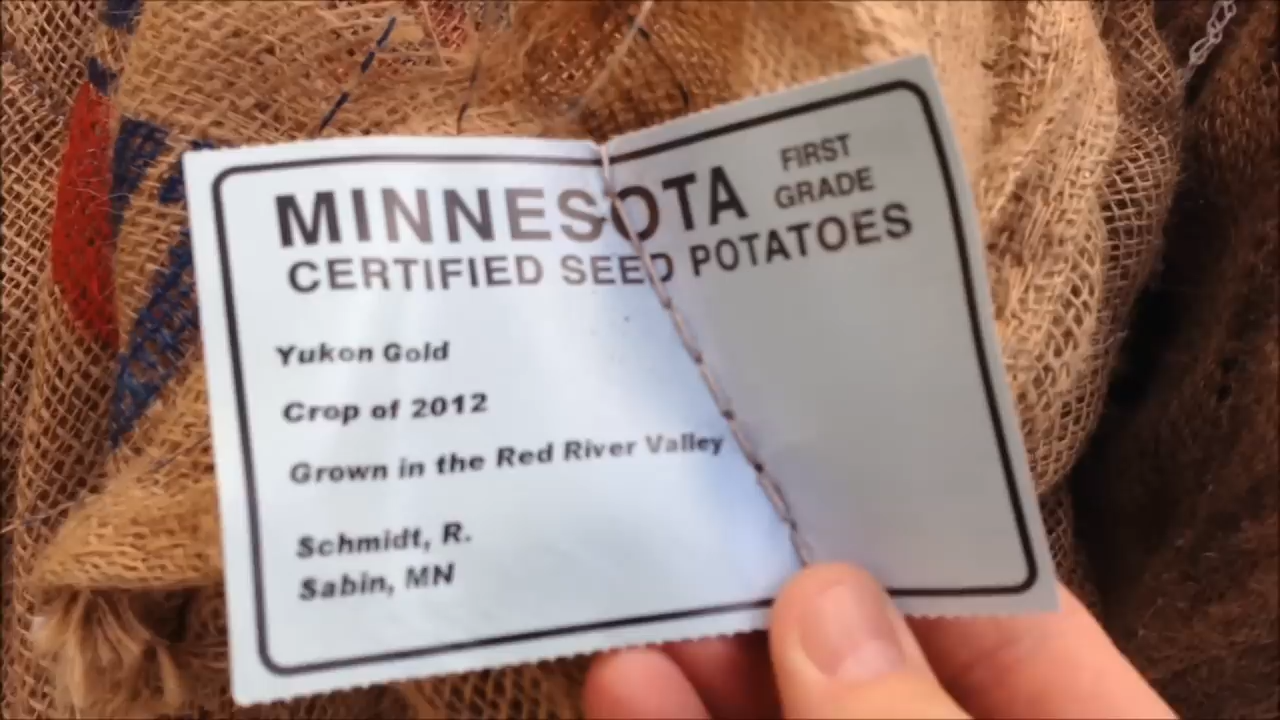 MINNESOTA FIRST GRADE
CERTIFIED SEED POTATOES
Yukon Gold
Crop of 2012
Grown in the Red River Valley
Schmidt, R.
Sabin, MN